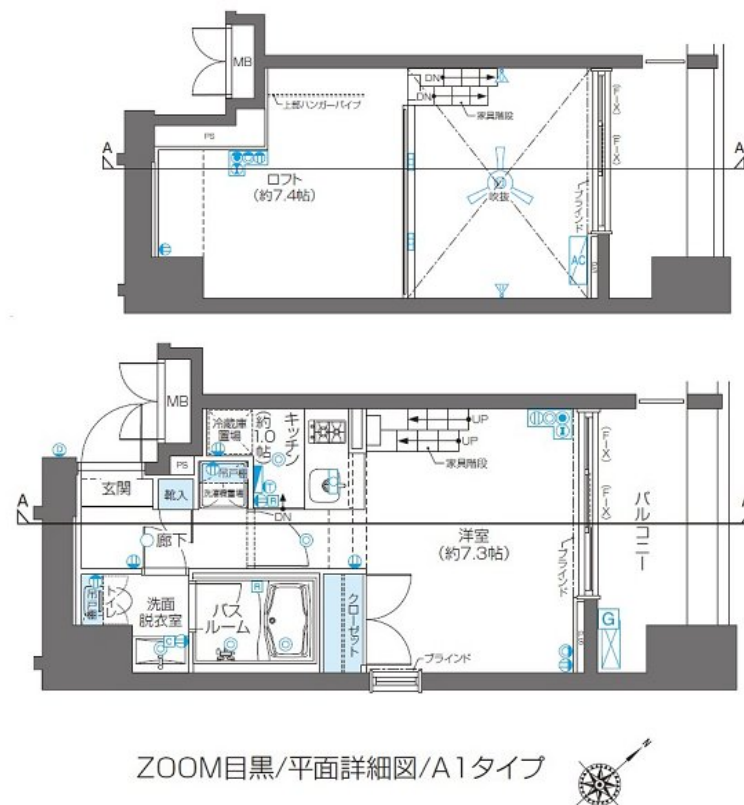 MB
DN
DN
上部ハンガーパイプ
家具階段
PS
(FIX)
(FIX)
A
A
ロフト
(約7.4帖)
吹抜
ブラインド
AC
MB
冷蔵庫
置場
キッチン
(約1.0帖)
UP
UP
家具階段
(FIX)
(FIX)
PS
吊戸棚
洗濯機置場
T
R
DN
玄関
靴入
A
A
廊下
洋室
(約7.3帖)
バルコニー
ブラインド
吊戸棚
トイレ
洗面
脱衣室
C
バス
ルーム
R
クローゼット
G
ブラインド
ZOOM目黒/平面詳細図/A1タイプ
N